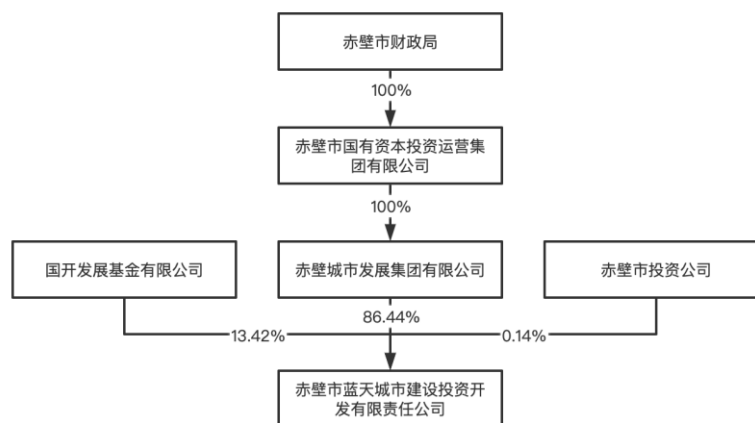 赤壁市财政局
100%
赤壁市国有资本投资运营集
团有限公司
100%
国开发展基金有限公司
赤壁城市发展集团有限公司
赤壁市投资公司
86.44%
13.42%
0.14%
赤壁市蓝天城市建设投资开
发有限责任公司